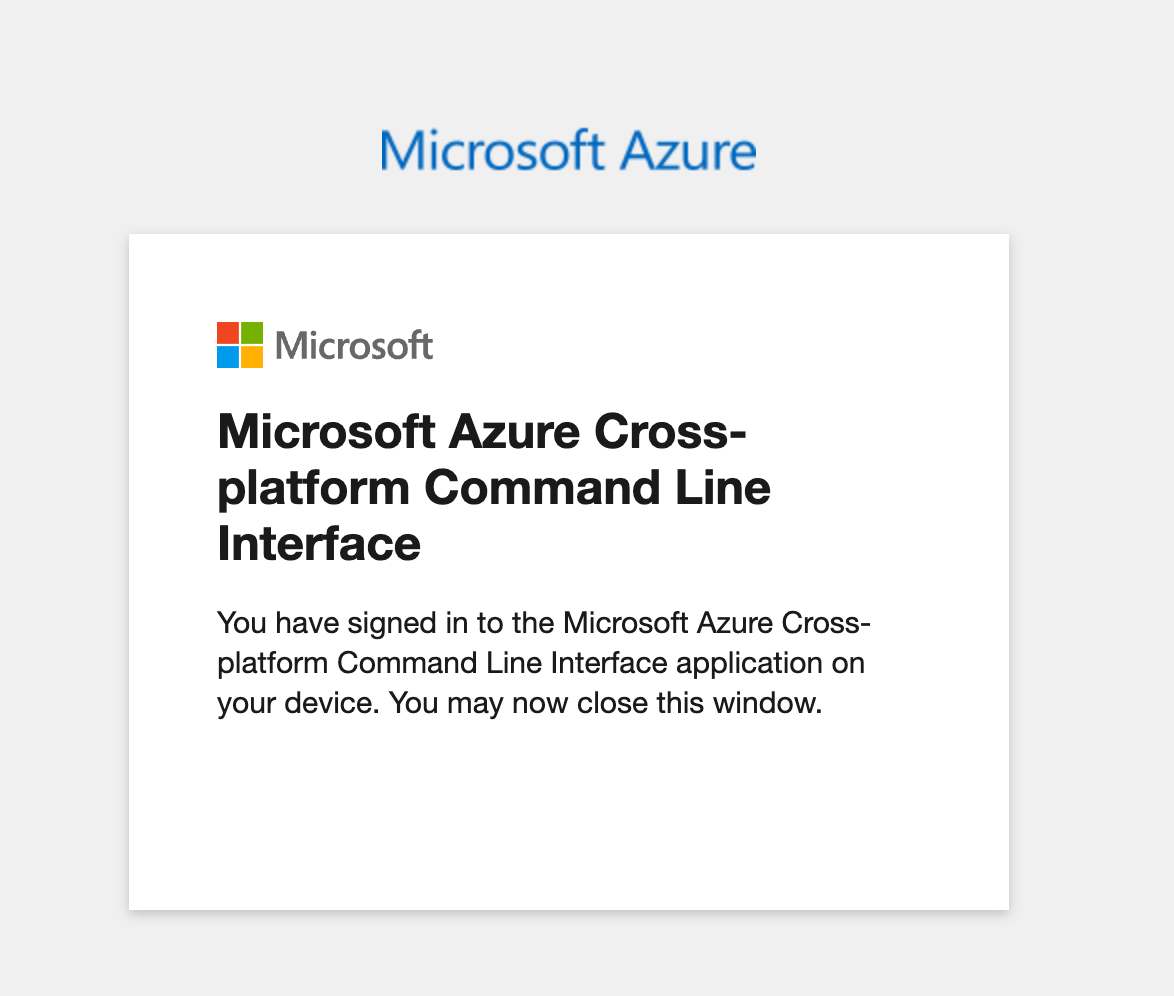 Microsoft Azure
Microsoft
Microsoft Azure Cross-
platform Command Line
Interface
You have signed in to the Microsoft Azure Cross-
platform Command Line Interface application on
your device. You may now close this window.